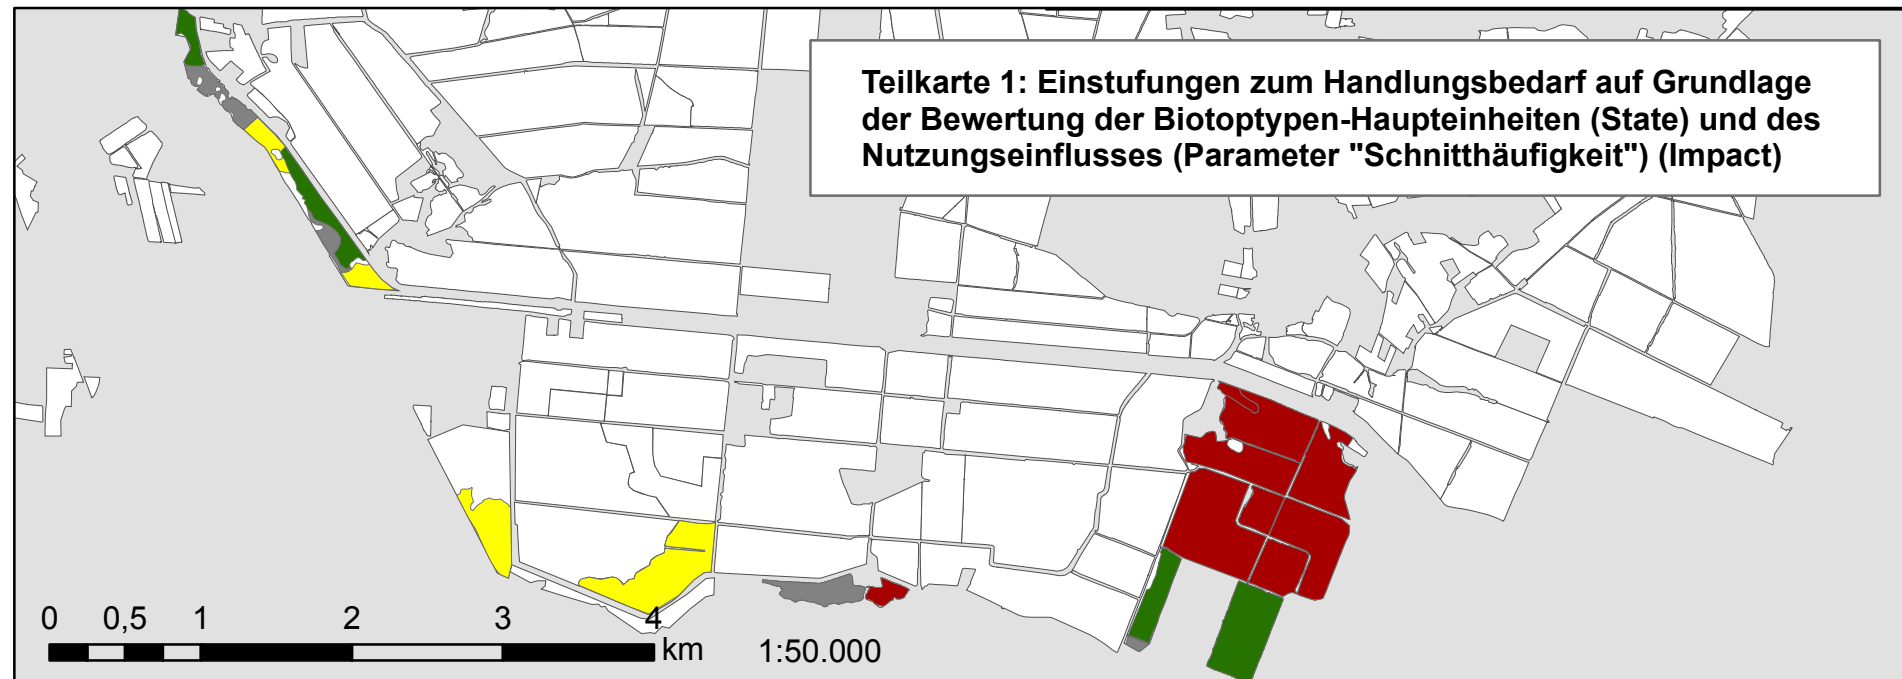 Teilkarte 1: Einstufungen zum Handlungsbedarf auf Grundlage
der Bewertung der Biotoptypen-Haupteinheiten (State) und des
Nutzungseinflusses (Parameter "Schnitthäufigkeit") (Impact)
0 0,5 1 2 3 4
km 1:50.000